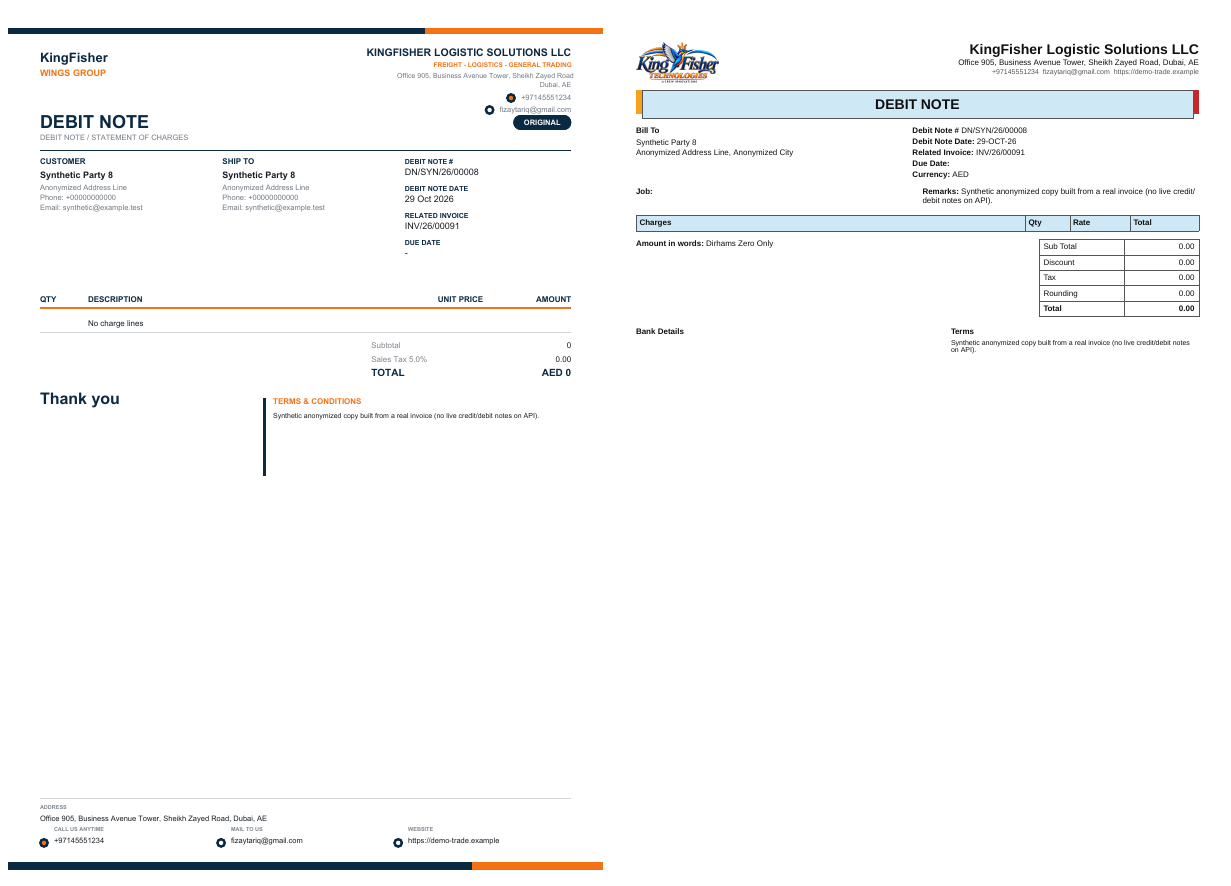 KingFisher
WINGS GROUP
KINGFISHER LOGISTIC SOLUTIONS LLC
FREIGHT - LOGISTICS - GENERAL TRADING
Office 905, Business Avenue Tower, Sheikh Zayed Road
Dubai, AE
+97145551234
fizaytariq@gmail.com
DEBIT NOTE
ORIGINAL
DEBIT NOTE / STATEMENT OF CHARGES
CUSTOMER
Synthetic Party 8
Anonymized Address Line
Phone: +00000000000
Email: synthetic@example.test
SHIP TO
Synthetic Party 8
Anonymized Address Line
Phone: +00000000000
Email: synthetic@example.test
DEBIT NOTE #
DN/SYN/26/00008
DEBIT NOTE DATE
29 Oct 2026
RELATED INVOICE
INV/26/00091
DUE DATE
-
QTY DESCRIPTION UNIT PRICE AMOUNT
No charge lines
Subtotal 0
Sales Tax 5.0% 0.00
TOTAL AED 0
Thank you
TERMS & CONDITIONS
Synthetic anonymized copy built from a real invoice (no live credit/debit notes on API).
ADDRESS
Office 905, Business Avenue Tower, Sheikh Zayed Road, Dubai, AE
CALL US ANYTIME
+97145551234
MAIL TO US
fizaytariq@gmail.com
WEBSITE
https://demo-trade.example
King Fisher
TECHNOLOGIES
KingFisher Logistic Solutions LLC
Office 905, Business Avenue Tower, Sheikh Zayed Road, Dubai, AE
+97145551234 fizaytariq@gmail.com https://demo-trade.example
DEBIT NOTE
Bill To
Synthetic Party 8
Anonymized Address Line, Anonymized City
Debit Note # DN/SYN/26/00008
Debit Note Date: 29-OCT-26
Related Invoice: INV/26/00091
Due Date:
Currency: AED
Job:
Remarks: Synthetic anonymized copy built from a real invoice (no live credit/
debit notes on API).
Charges Qty Rate Total
Amount in words: Dirhams Zero Only
Sub Total 0.00
Discount 0.00
Tax 0.00
Rounding 0.00
Total 0.00
Bank Details
Terms
Synthetic anonymized copy built from a real invoice (no live credit/debit notes
on API).